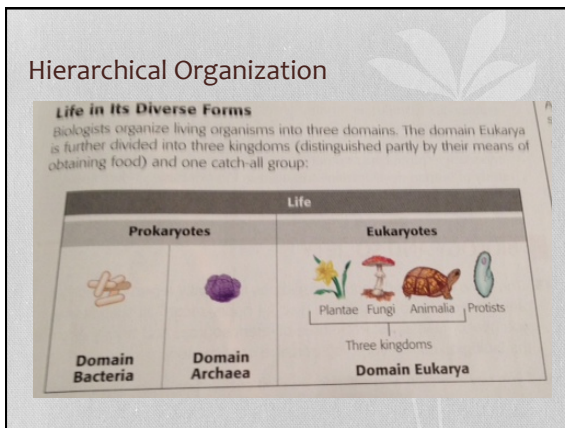 Hierarchical Organization
Life in Its Diverse Forms
Biologists organize living organisms into three domains. The domain Eukarya
is further divided into three kingdoms (distinguished partly by their means of
obtaining food) and one catch-all group:
Life
Prokaryotes Eukaryotes
Plantae Fungi Animalia Protists
Three kingdoms
Domain Bacteria
Domain Archaea
Domain Eukarya